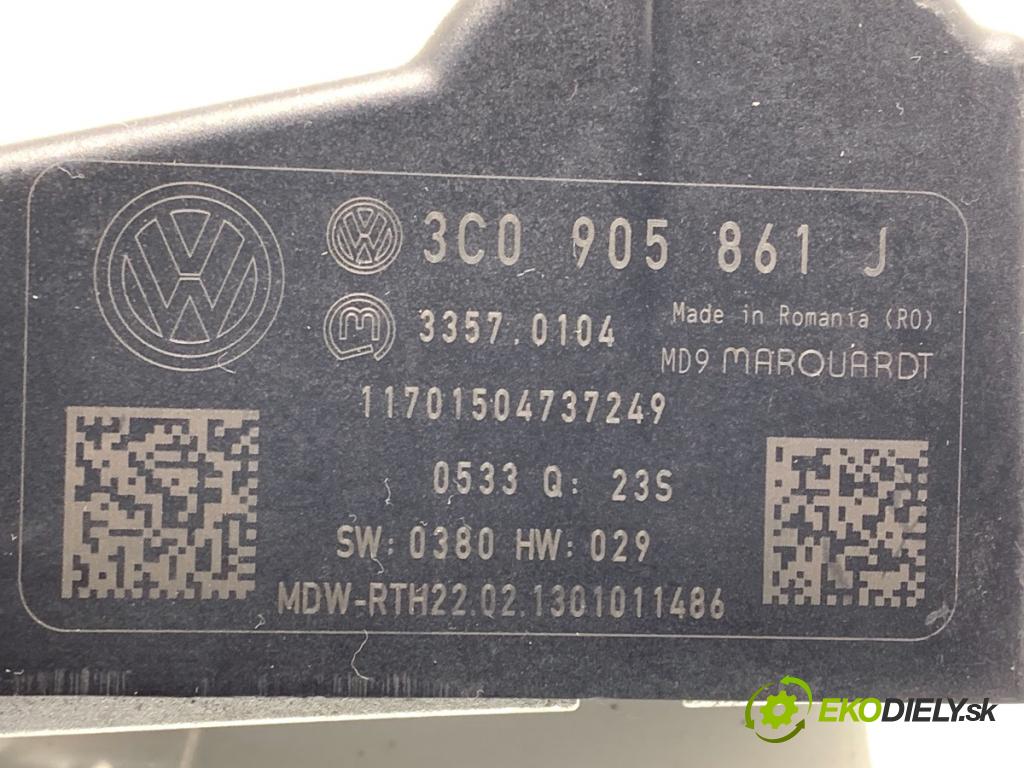 3C0 905 861 J
3357.0104
Made in Romania (RO)
MD9 MARQUARDT
11701504737249
0533 Q: 23S
SW: 0380 HW: 029
MDW-RTH22.02.1301011486
EKODIELY.sk